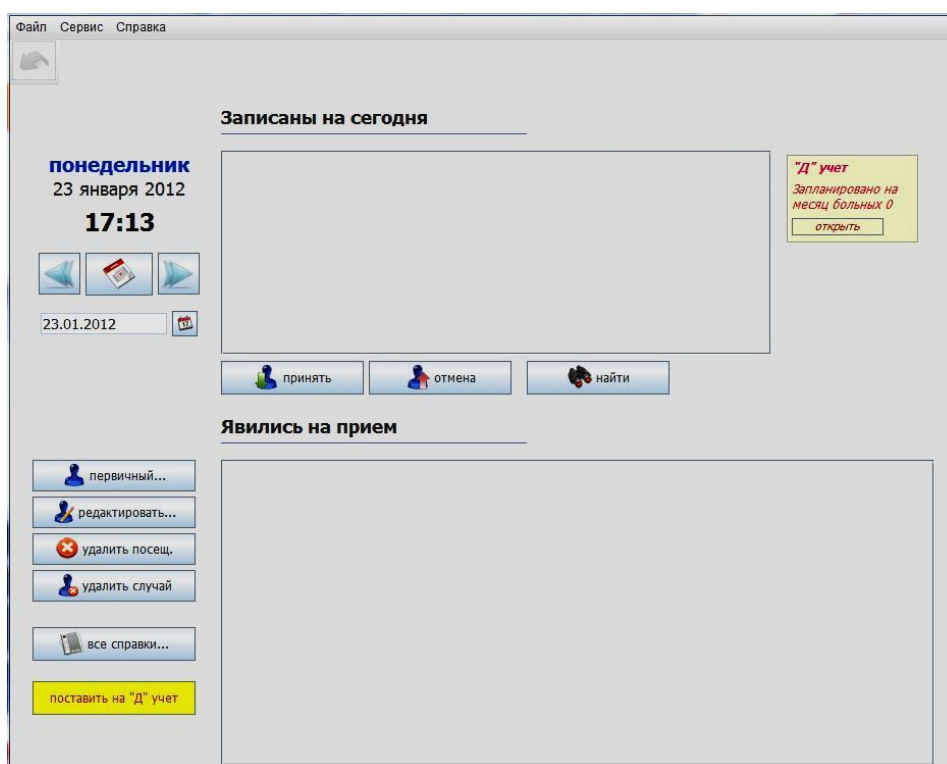 Файл Сервис Справка
Записаны на сегодня
понедельник
23 января 2012
17:13
23.01.2012
"Д" учет
Запланировано на
месяц больных 0
открыть
принять отмена найти
Явились на прием
первичный...
редактировать...
удалить посещ.
удалить случай
все справки...
поставить на "Д" учет